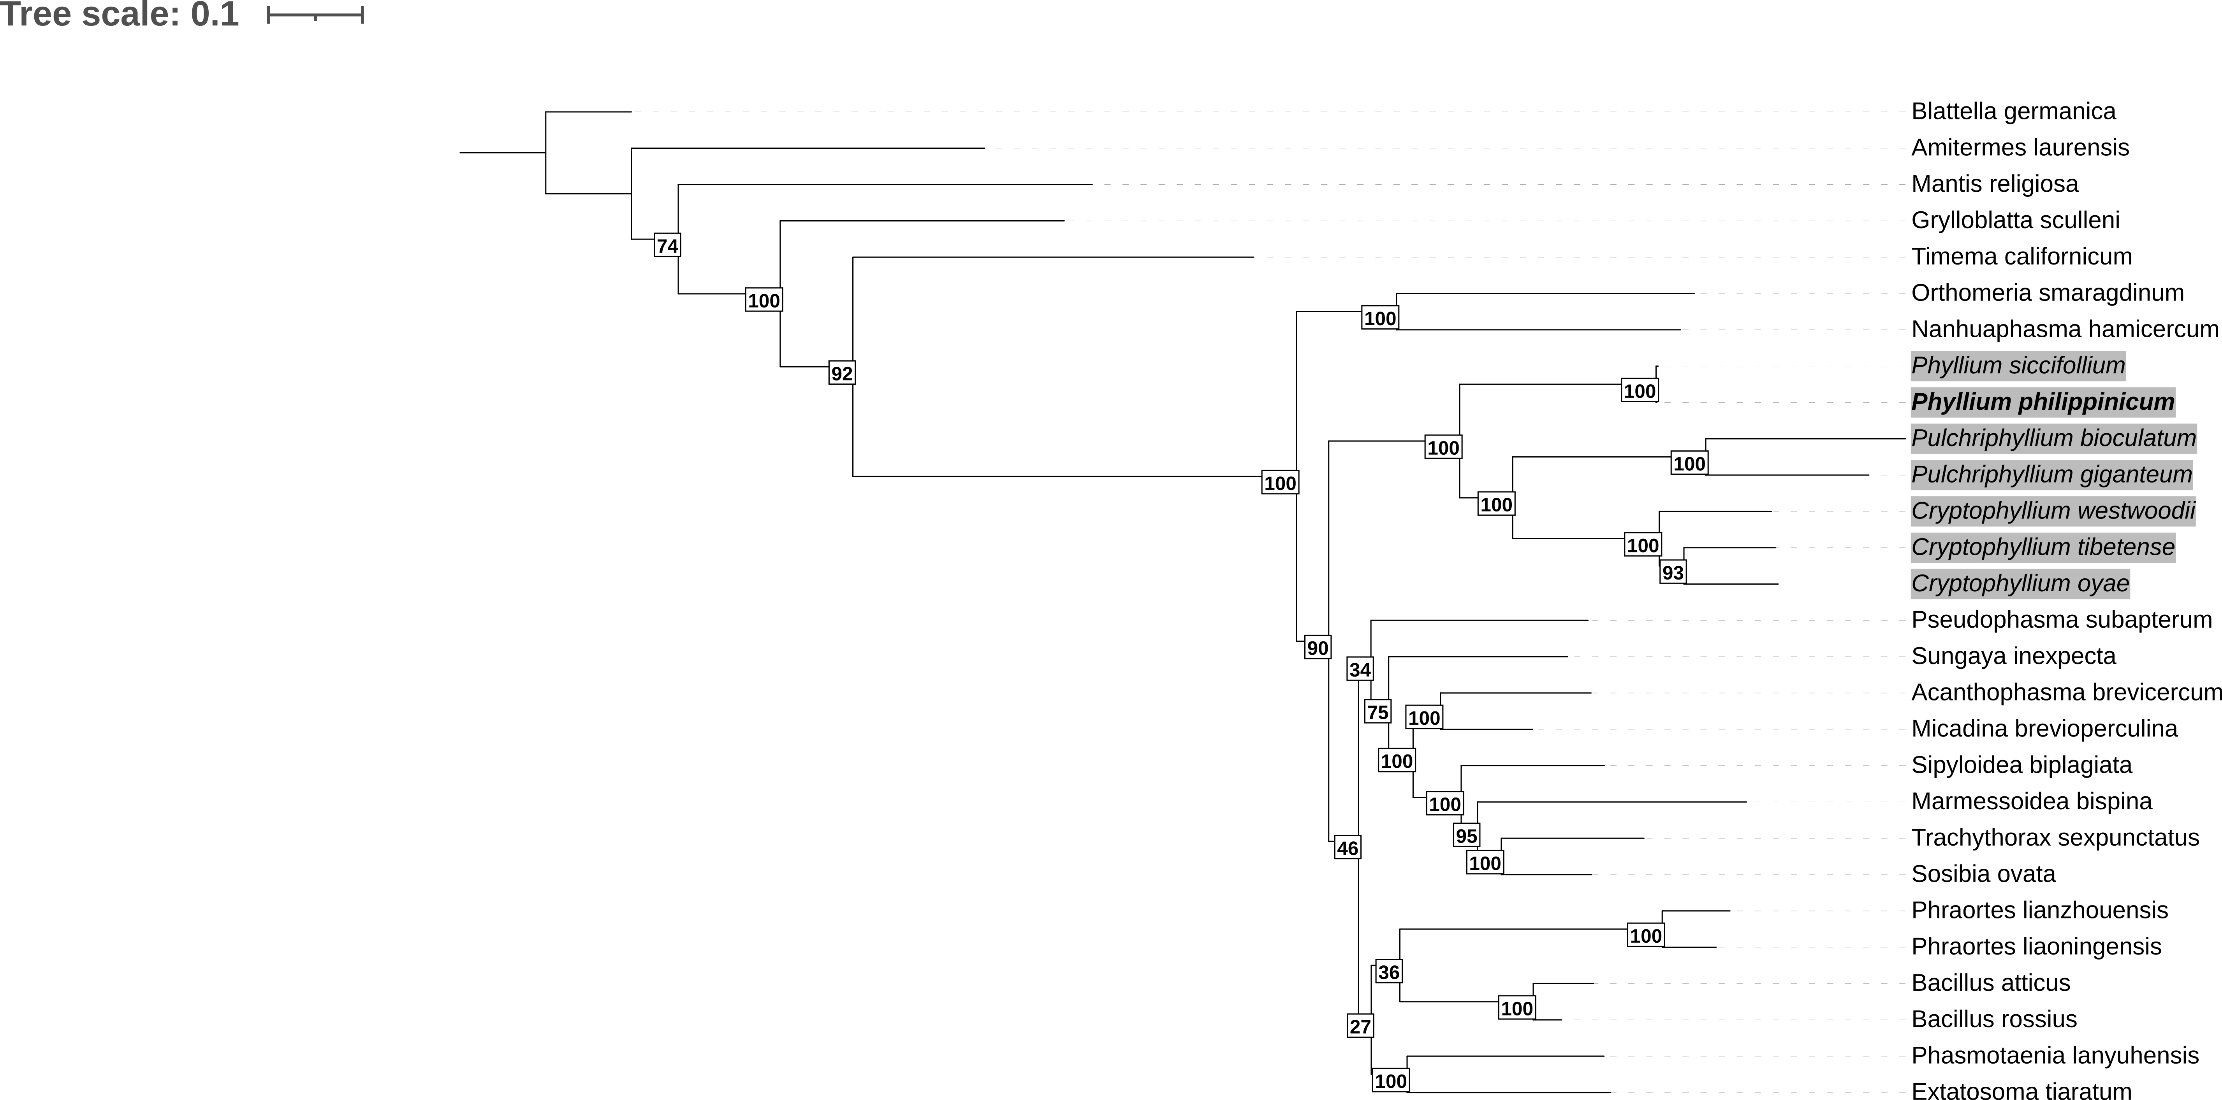 Tree scale: 0.1
Blattella germanica
Amitermes laurensis
Mantis religiosa
Grylloblatta sculleni
74
Timema californicum
100
Orthomeria smaragdinum
100
Nanhuaphasma hamicercum
Phyllium siccifollium
92
100
Phyllium philippinicum
Pulchriphyllium bioculatum
100
100
Pulchriphyllium giganteum
100
100
Cryptophyllium westwoodii
100
Cryptophyllium tibetense
93
Cryptophyllium oyae
Pseudophasma subapterum
90
Sungaya inexpecta
34
Acanthophasma brevicercum
75
100
Micadina brevioperculina
100
Sipyloidea biplagiata
100
Marmessoidea bispina
95
Trachythorax sexpunctatus
46
100
Sosibia ovata
Phraortes lianzhouensis
100
Phraortes liaoningensis
36
Bacillus atticus
100
Bacillus rossius
27
Phasmotaenia lanyuhensis
100
Extatosoma tiaratum